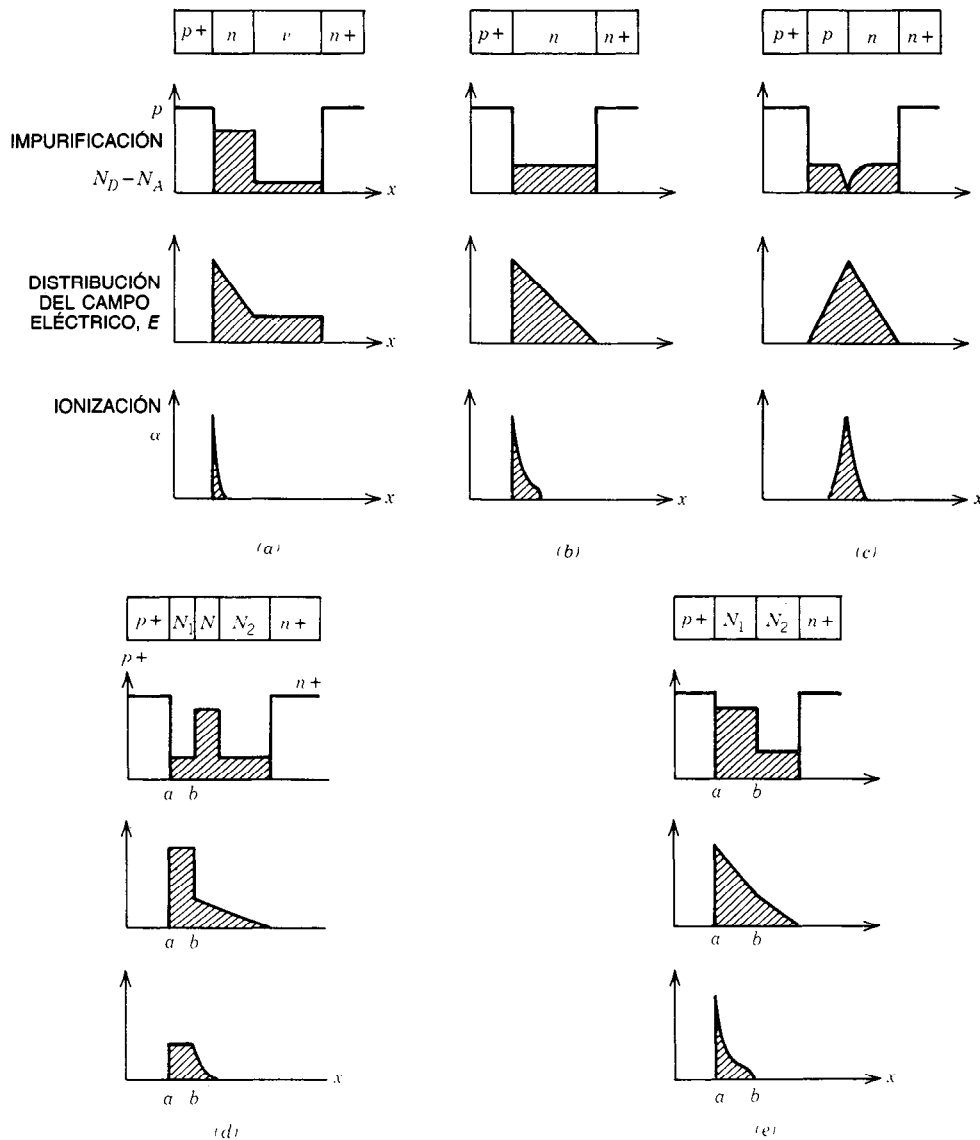 p+ n ν n+
p+ n n+
p+ p n n+
p
IMPURIFICACIÓN
N_D − N_A
x
DISTRIBUCIÓN
DEL CAMPO
ELÉCTRICO, E
x
IONIZACIÓN
α
x
x
x
(a)
(b)
(c)
p+ N_1 N N_2 n+
p+ N_1 N_2 n+
p+
n+
a b
a b
a b
a b
x
x
a b
a b
(d)
(e)